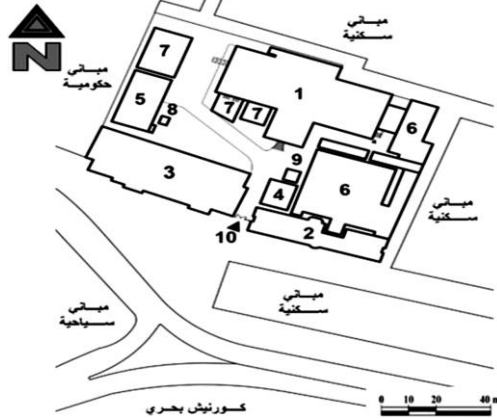 مباني
سكنية
N
مباني
حكومية
7
1
5
8
7
7
6
3
9
4
6
2
10
مباني
سكنية
مباني
سكنية
مباني
سياحية
كورنيش بحري
0 10 20 40 m